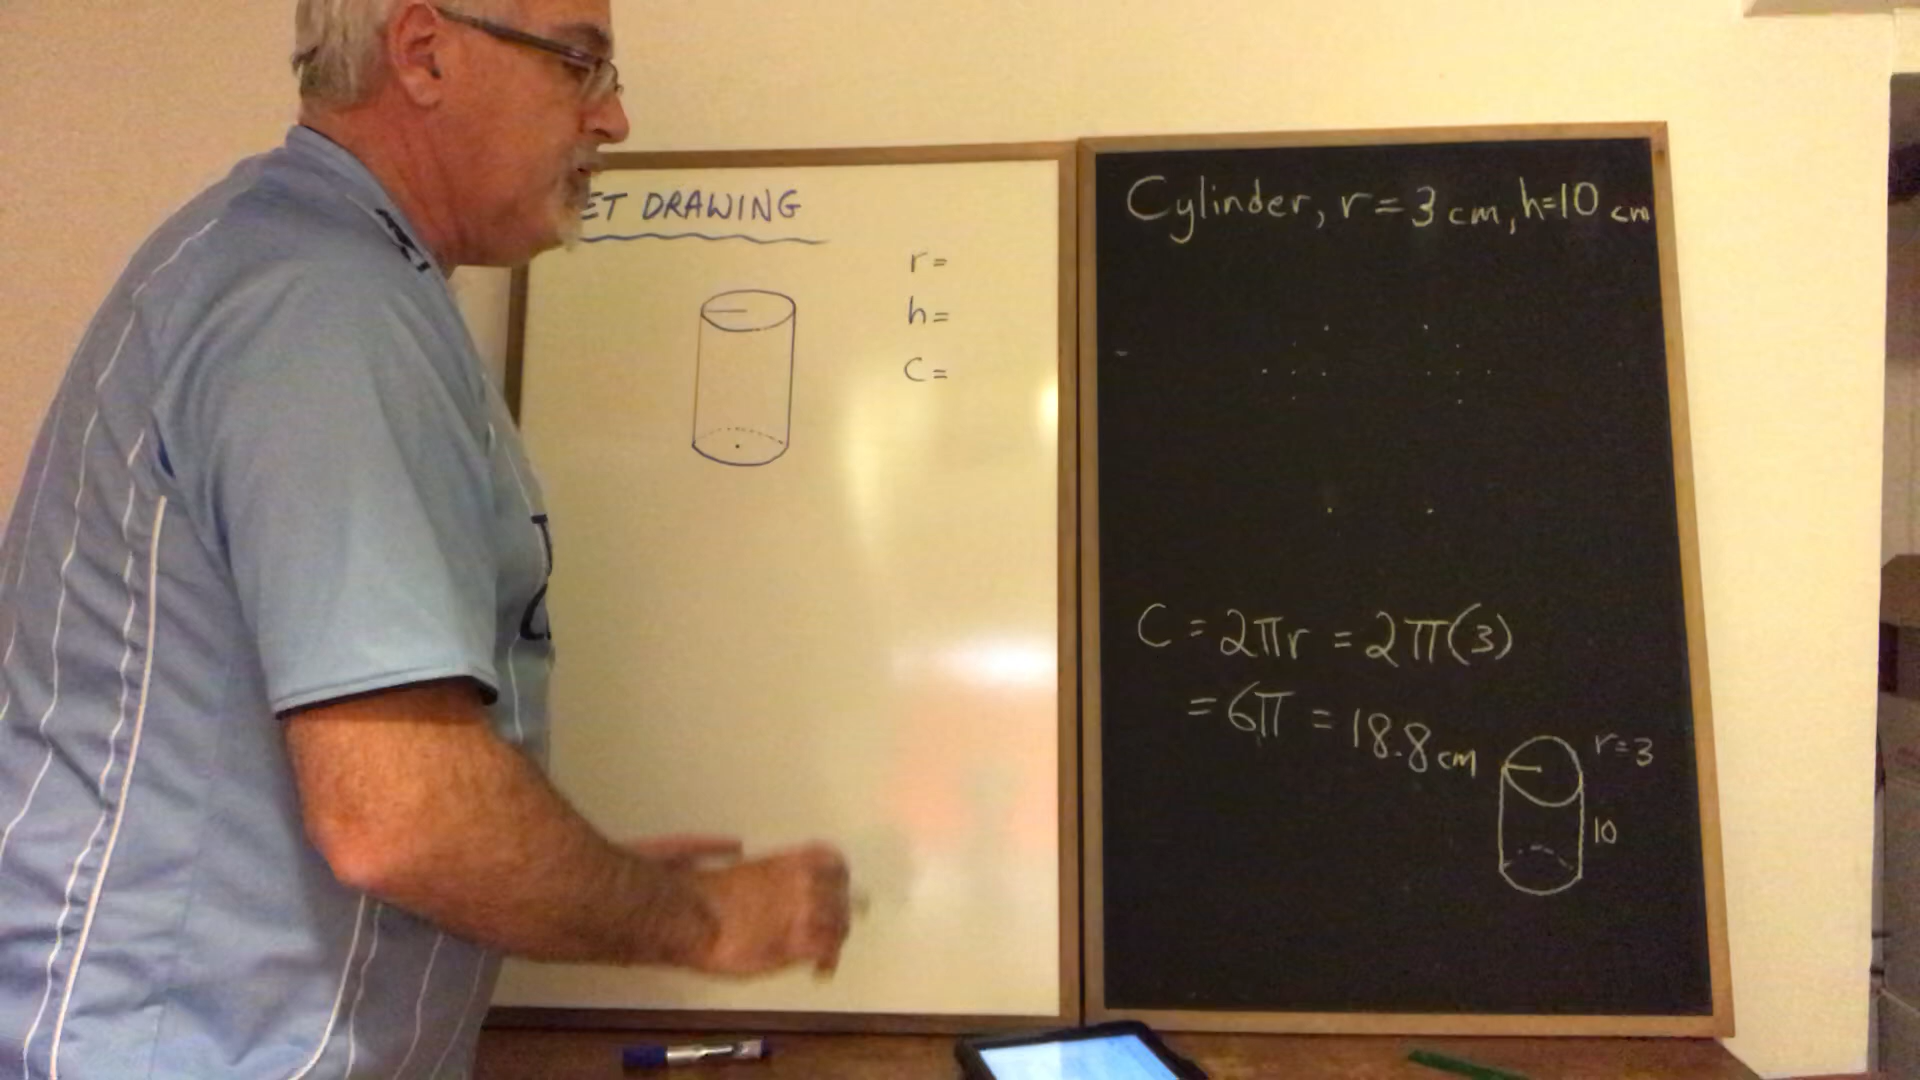 ET DRAWING
r =
h =
C =
Cylinder, r = 3 cm, h=10 cm
C = 2πr = 2π(3)
= 6π = 18.8 cm
r=3
10